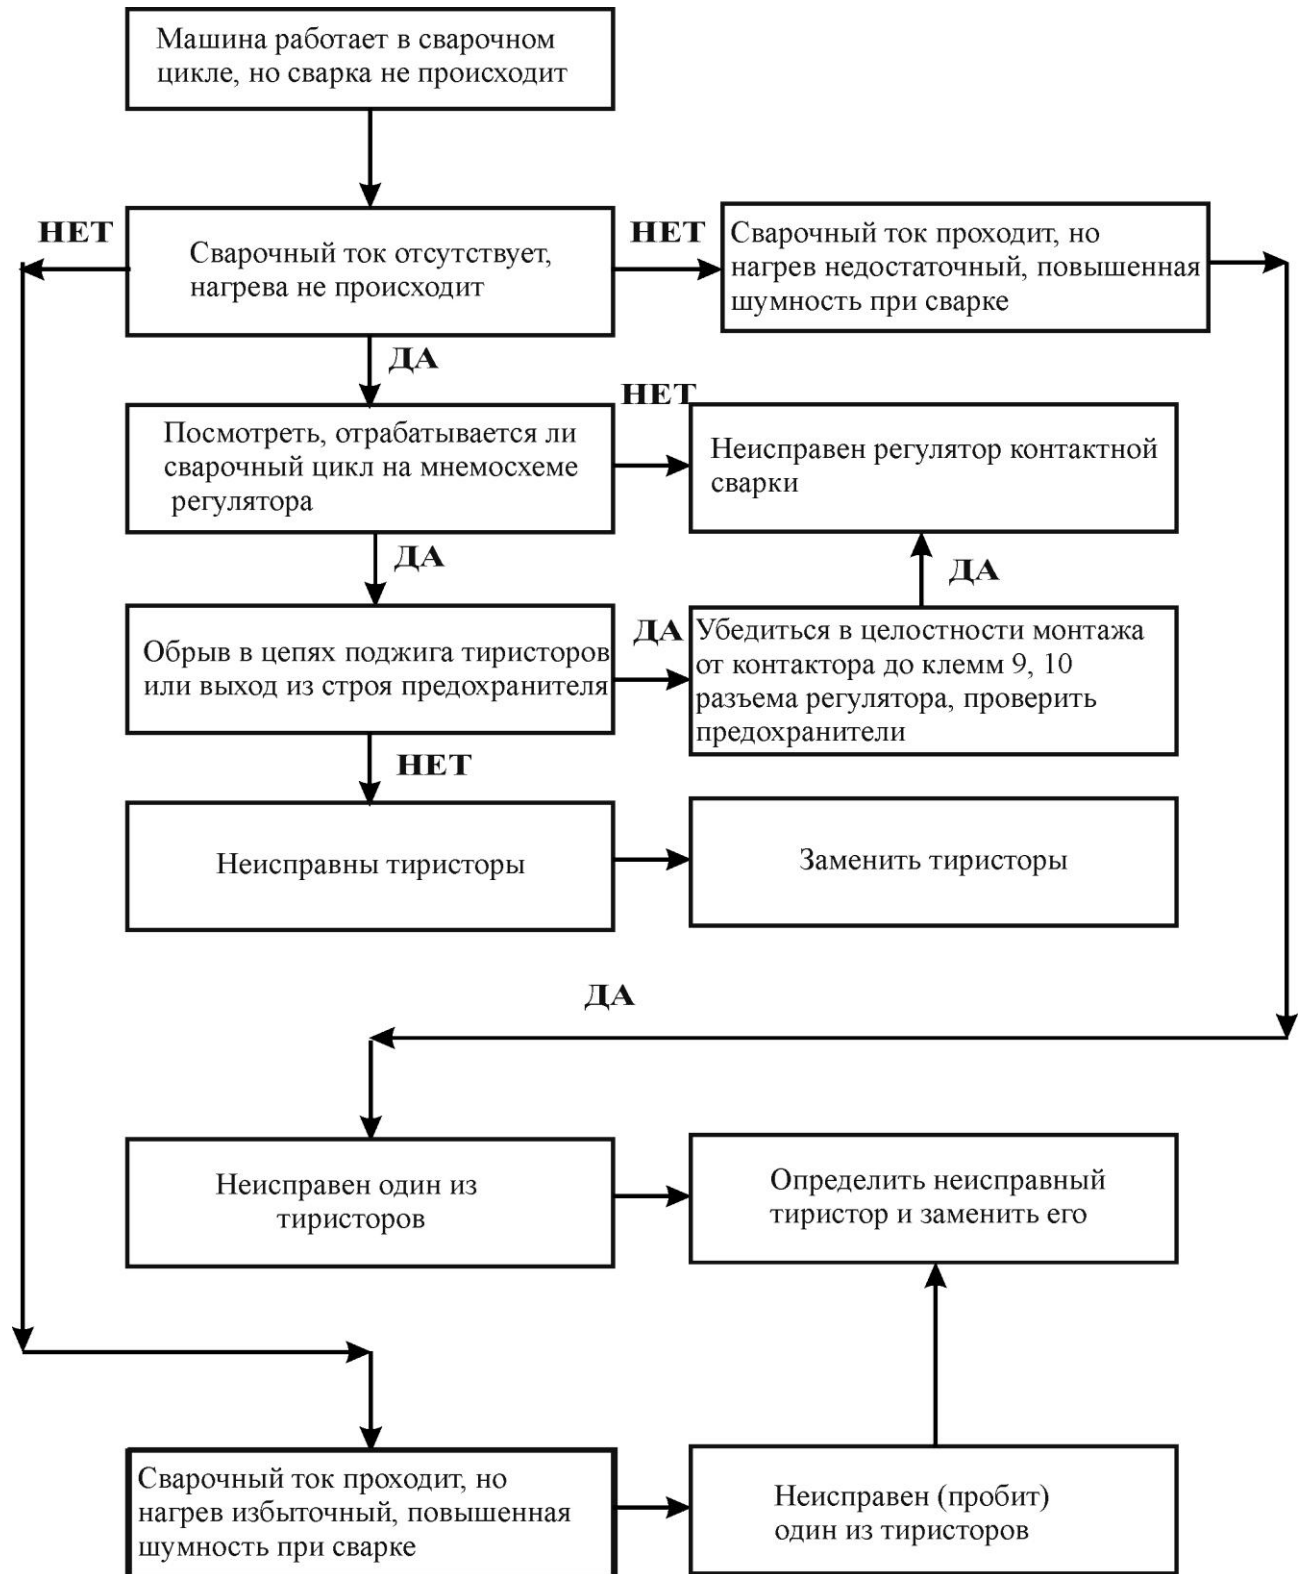 Машина работает в сварочном
цикле, но сварка не происходит
НЕТ
Сварочный ток отсутствует,
нагрева не происходит
НЕТ
Сварочный ток проходит, но
нагрев недостаточный, повышенная
шумность при сварке
ДА
Посмотреть, отрабатывается ли
сварочный цикл на мнемосхеме
регулятора
НЕТ
Неисправен регулятор контактной
сварки
ДА
ДА
Обрыв в цепях поджига тиристоров
или выход из строя предохранителя
ДА
Убедиться в целостности монтажа
от контактора до клемм 9, 10
разъема регулятора, проверить
предохранители
НЕТ
Неисправны тиристоры
Заменить тиристоры
ДА
Неисправен один из
тиристоров
Определить неисправный
тиристор и заменить его
Сварочный ток проходит, но
нагрев избыточный, повышенная
шумность при сварке
Неисправен (пробит)
один из тиристоров